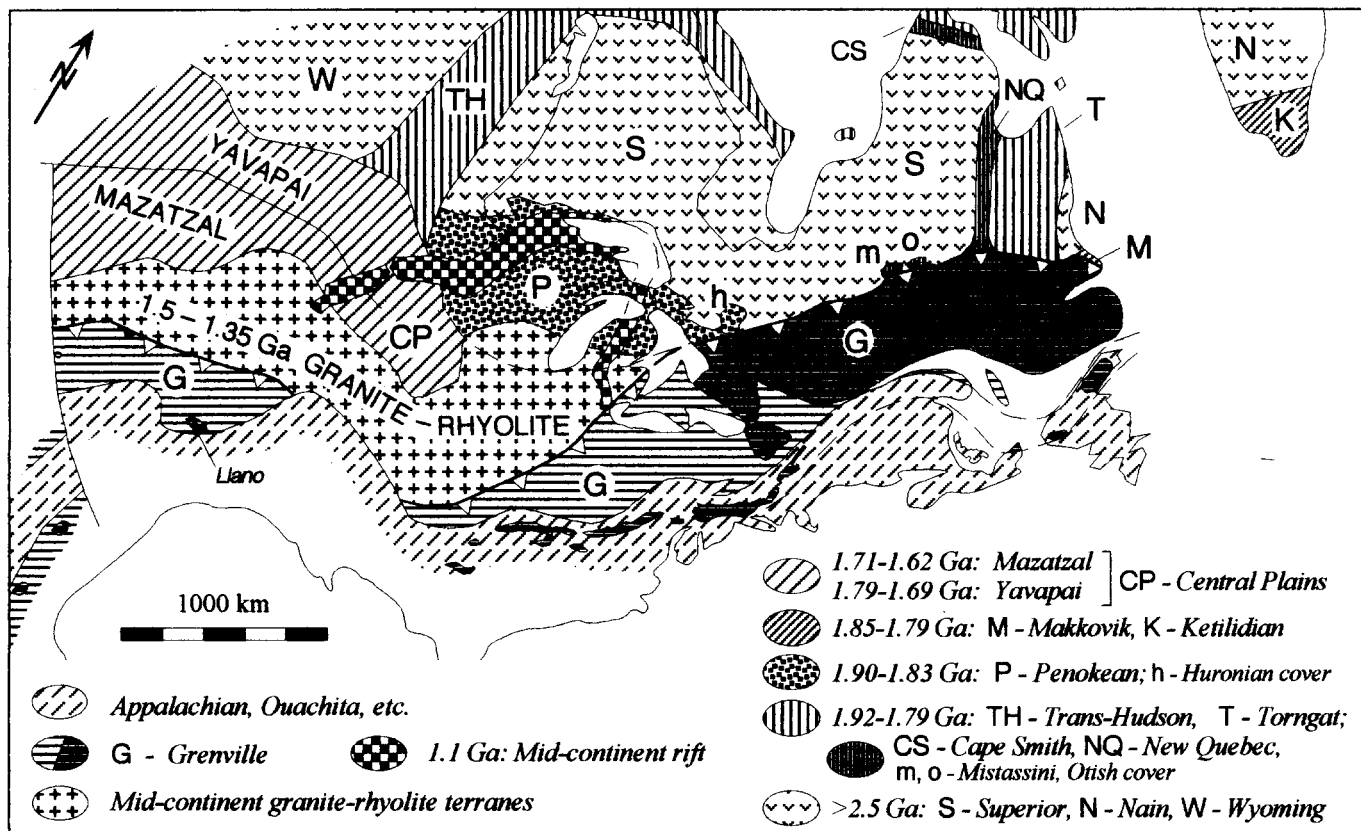 N
W
TH
CS
NQ
T
N
K
S
S
YAVAPAI
MAZATZAL
N
M
m o
P
h
1.5 – 1.35 Ga GRANITE – RHYOLITE
CP
G
G
G
Llano
1000 km
Appalachian, Ouachita, etc.
G - Grenville
1.1 Ga: Mid-continent rift
Mid-continent granite-rhyolite terranes
1.71-1.62 Ga: Mazatzal
1.79-1.69 Ga: Yavapai
CP - Central Plains
1.85-1.79 Ga: M - Makkovik, K - Ketilidian
1.90-1.83 Ga: P - Penokean; h - Huronian cover
1.92-1.79 Ga: TH - Trans-Hudson, T - Torngat;
CS - Cape Smith, NQ - New Quebec,
m, o - Mistassini, Otish cover
>2.5 Ga: S - Superior, N - Nain, W - Wyoming